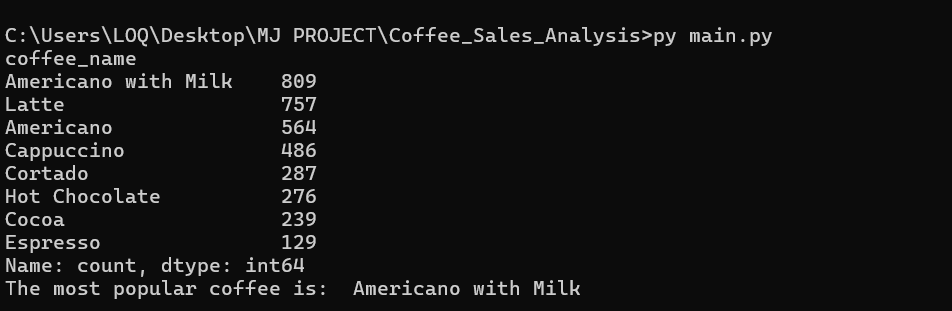 C:\Users\LOQ\Desktop\MJ PROJECT\Coffee_Sales_Analysis>py main.py
coffee_name
Americano with Milk    809
Latte                  757
Americano              564
Cappuccino             486
Cortado                287
Hot Chocolate          276
Cocoa                  239
Espresso               129
Name: count, dtype: int64
The most popular coffee is:  Americano with Milk